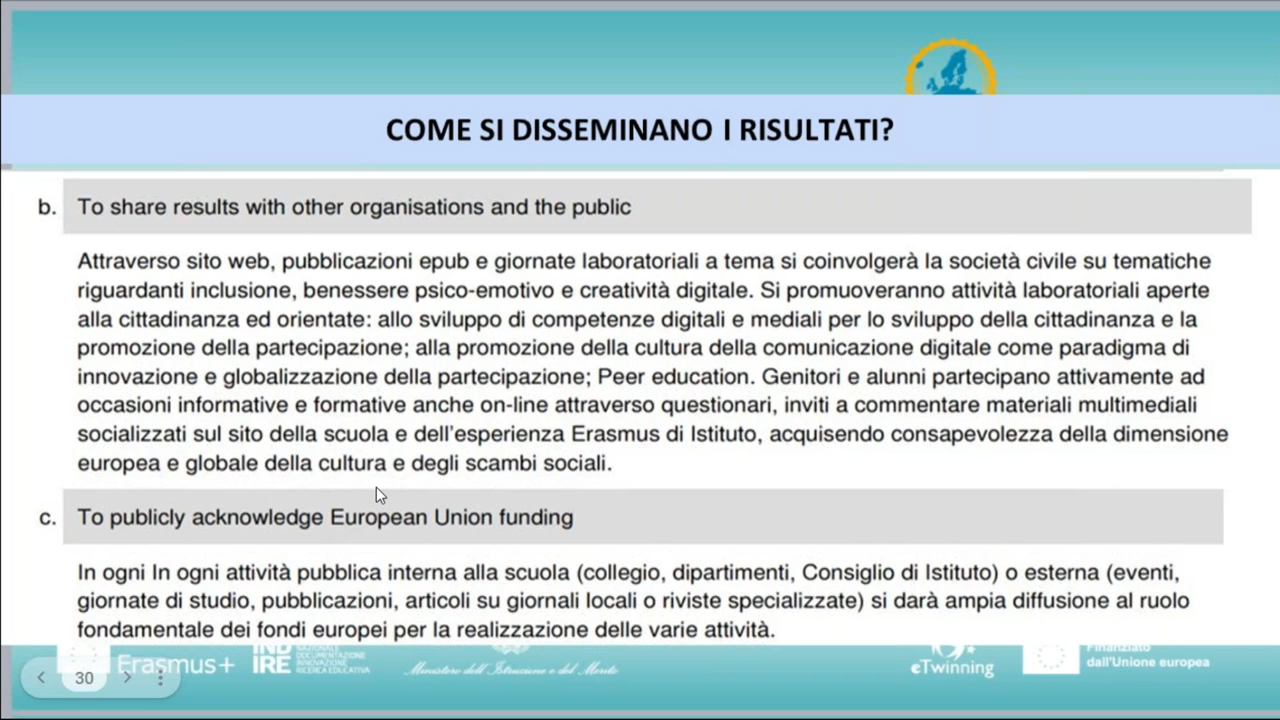 COME SI DISSEMINANO I RISULTATI?
b. To share results with other organisations and the public
Attraverso sito web, pubblicazioni epub e giornate laboratoriali a tema si coinvolgerà la società civile su tematiche
riguardanti inclusione, benessere psico-emotivo e creatività digitale. Si promuoveranno attività laboratoriali aperte
alla cittadinanza ed orientate: allo sviluppo di competenze digitali e mediali per lo sviluppo della cittadinanza e la
promozione della partecipazione; alla promozione della cultura della comunicazione digitale come paradigma di
innovazione e globalizzazione della partecipazione; Peer education. Genitori e alunni partecipano attivamente ad
occasioni informative e formative anche on-line attraverso questionari, inviti a commentare materiali multimediali
socializzati sul sito della scuola e dell'esperienza Erasmus di Istituto, acquisendo consapevolezza della dimensione
europea e globale della cultura e degli scambi sociali.
c. To publicly acknowledge European Union funding
In ogni In ogni attività pubblica interna alla scuola (collegio, dipartimenti, Consiglio di Istituto) o esterna (eventi,
giornate di studio, pubblicazioni, articoli su giornali locali o riviste specializzate) si darà ampia diffusione al ruolo
fondamentale dei fondi europei per la realizzazione delle varie attività.
Erasmus+
INDIRE
NAZIONALE
DOCUMENTAZIONE
INNOVAZIONE
RICERCA EDUCATIVA
Ministero dell'Istruzione e del Merito
eTwinning
Finanziato
dall'Unione europea
30